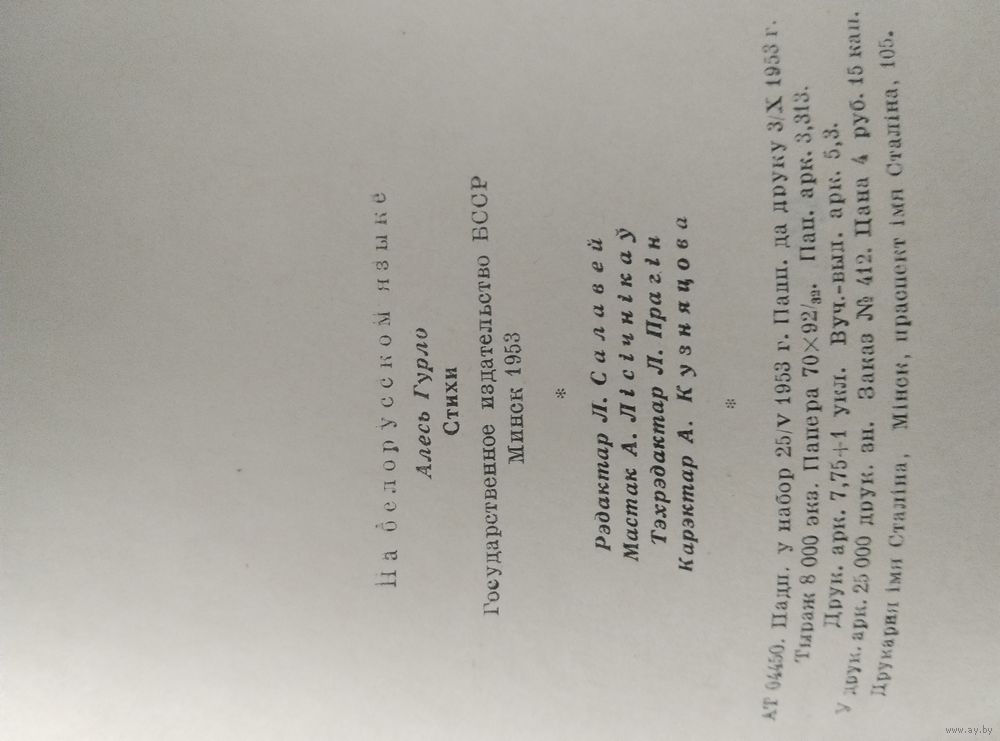 На белорусском языке
Алесь Гурло
Стихи
Государственное издательство БССР
Минск 1953
*
Рэдактар Л. Салавей
Мастак А. Лісічнікаў
Тэхрэдактар Л. Прагін
Карэктар А. Кузняцова
*
АТ 04450. Падп. у набор 25/V 1953 г. Падп. да друку 3/X 1953 г.
Тыраж 8 000 экз. Папера 70×92/32. Пап. арк. 3,313.
Друк. арк. 7,75+1 укл. Вуч.-выд. арк. 5,3.
У друк. арк. 25 000 друк. зн. Заказ № 412. Цана 4 руб. 15 кап.
Друкарня імя Сталіна, Мінск, праспект імя Сталіна, 105.
www.ay.by